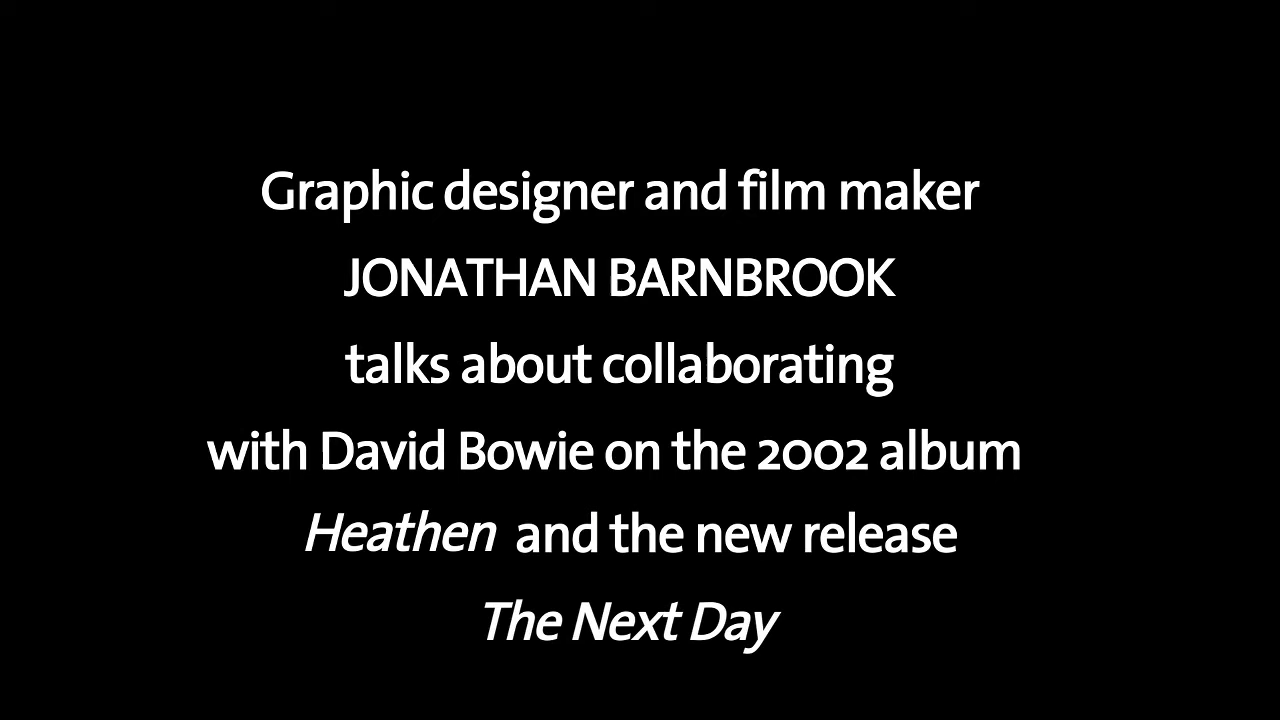 Graphic designer and film maker
JONATHAN BARNBROOK
talks about collaborating
with David Bowie on the 2002 album
Heathen and the new release
The Next Day